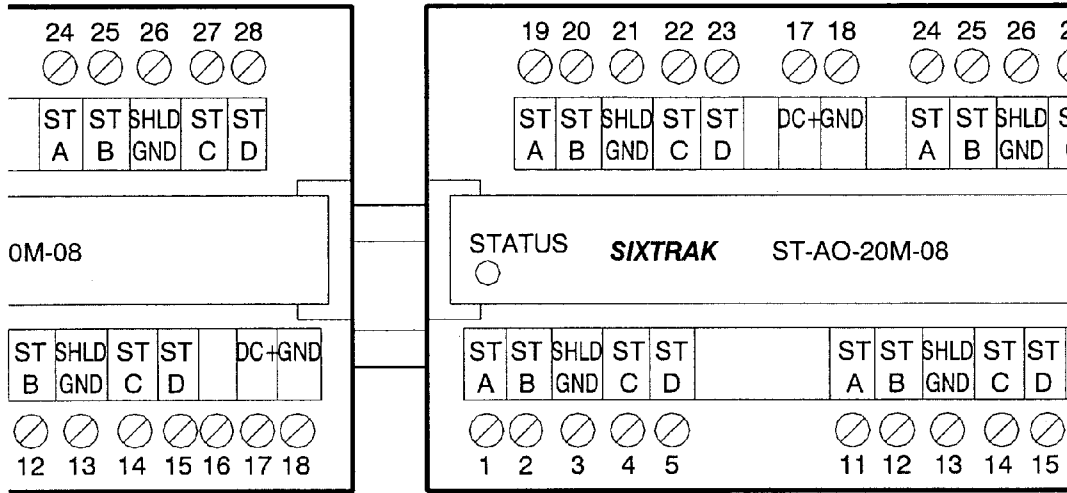 24 25 26 27 28
ST ST SHLD ST ST
A B GND C D
0M-08
ST SHLD ST ST DC+ GND
B GND C D
12 13 14 15 16 17 18
19 20 21 22 23 17 18 24 25 26
ST ST SHLD ST ST DC+ GND ST ST SHLD
A B GND C D A B GND
STATUS SIXTRAK ST-AO-20M-08
ST ST SHLD ST ST ST ST SHLD ST ST
A B GND C D A B GND C D
1 2 3 4 5 11 12 13 14 15